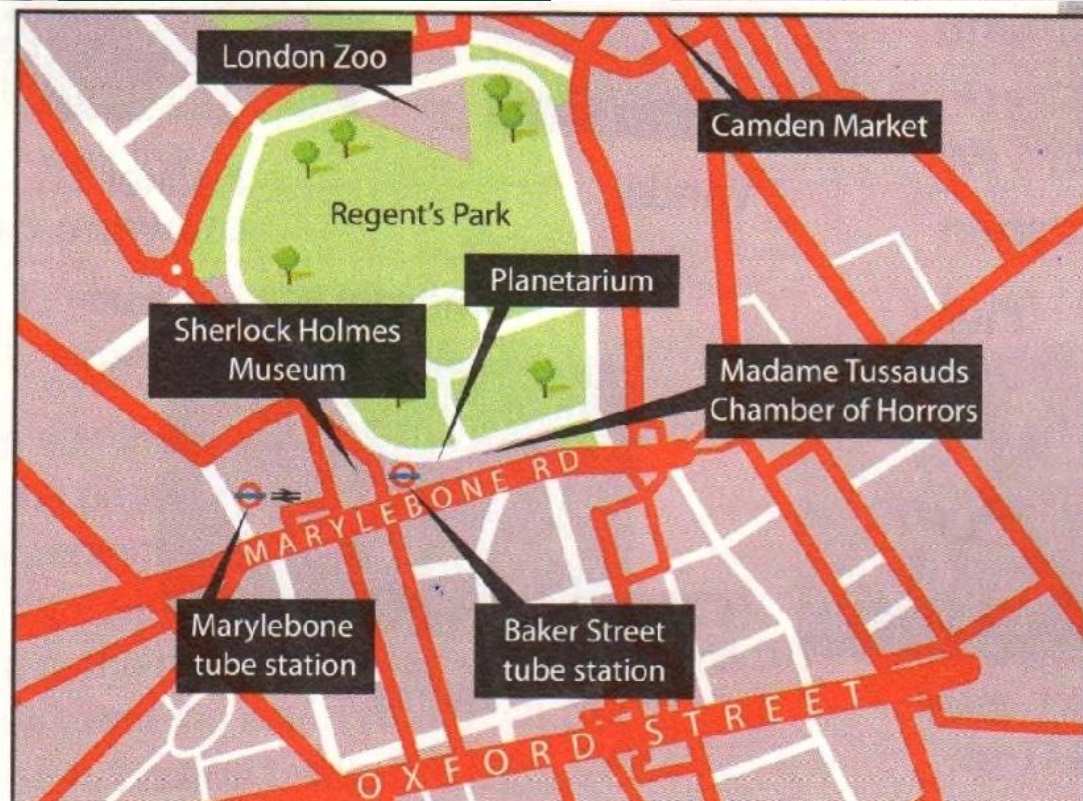 London Zoo
Camden Market
Regent's Park
Planetarium
Sherlock Holmes
Museum
Madame Tussauds
Chamber of Horrors
MARYLEBONE RD
Marylebone
tube station
Baker Street
tube station
OXFORD STREET